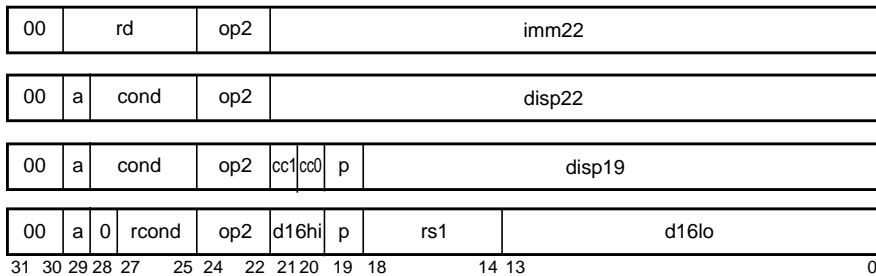 00 rd op2 imm22
00 a cond op2 disp22
00 a cond op2 cc1 cc0 p disp19
00 a 0 rcond op2 d16hi p rs1 d16lo
31 30 29 28 27 25 24 22 21 20 19 18 14 13 0